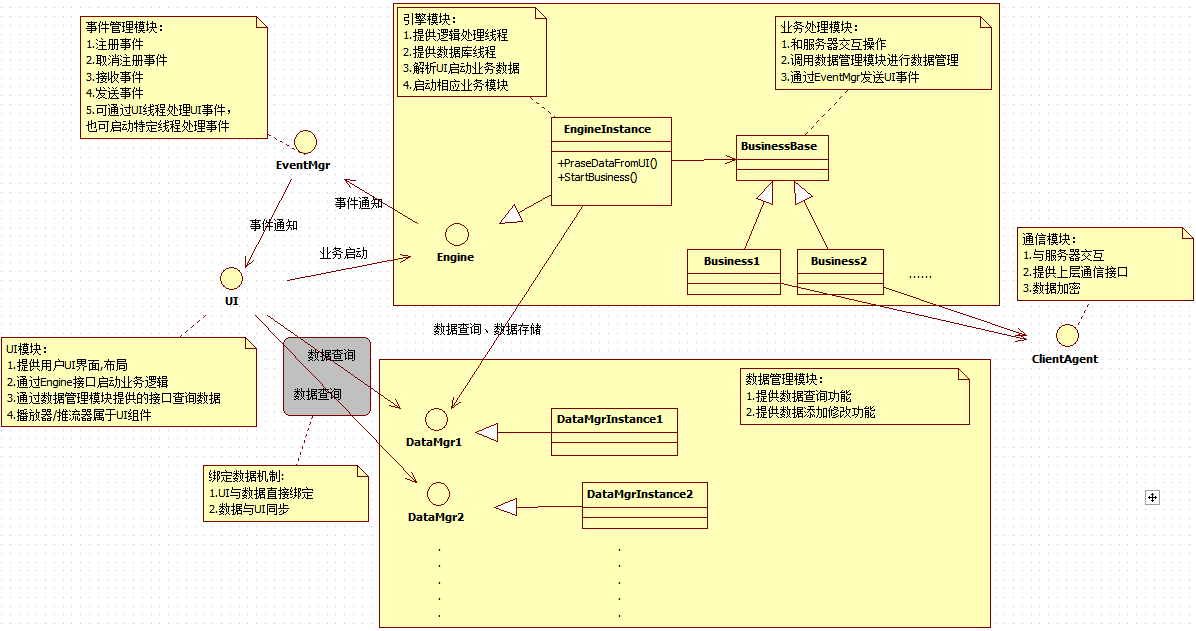 事件管理模块：
1.注册事件
2.取消注册事件
3.接收事件
4.发送事件
5.可通过UI线程处理UI事件，
也可启动特定线程处理事件
引擎模块：
1.提供逻辑处理线程
2.提供数据库线程
3.解析UI启动业务数据
4.启动相应业务模块
业务处理模块：
1.和服务器交互操作
2.调用数据管理模块进行数据管理
3.通过EventMgr发送UI事件
EngineInstance
+PraseDataFromUI()
+StartBusiness()
BusinessBase
EventMgr
事件通知
事件通知
业务启动
Engine
UI
Business1
Business2
......
通信模块：
1.与服务器交互
2.提供上层通信接口
3.数据加密
ClientAgent
数据查询、数据存储
UI模块：
1.提供用户UI界面,布局
2.通过Engine接口启动业务逻辑
3.通过数据管理模块提供的接口查询数据
4.播放器/推流器属于UI组件
数据查询
数据查询
数据管理模块：
1.提供数据查询功能
2.提供数据添加修改功能
DataMgr1
DataMgrInstance1
绑定数据机制:
1.UI与数据直接绑定
2.数据与UI同步
DataMgr2
DataMgrInstance2